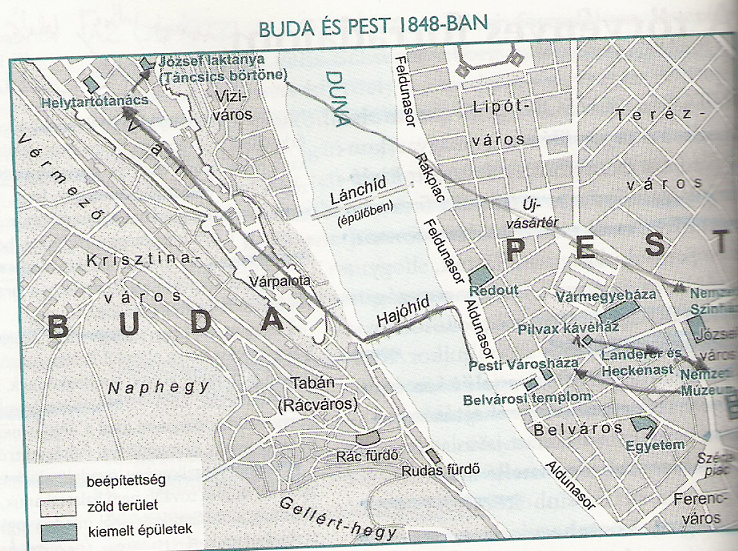 BUDA ÉS PEST 1848-BAN
József laktanya
(Táncsics börtöne)
Helytartótanács
Vízi-
város
DUNA
Feldunasor
Lipót-
város
Teréz-
város
Vérmező
Vár
Lánchíd
(épülőben)
Rakpiac
Új-
vásártér
Feldunasor
Krisztina-
város
Várpalota
PEST
BUDA
Redout
Vármegyeháza
Nemzeti
Színház
Hajóhíd
Aldunasor
Pilvax kávéház
József-
város
Landerer és
Heckenast
Nemzeti
Múzeum
Pesti Városháza
Belvárosi templom
Naphegy
Tabán
(Rácváros)
Belváros
Egyetem
Rác fürdő
Rudas fürdő
Aldunasor
Széna
piac
Ferenc-
város
Gellért-hegy
beépítettség
zöld terület
kiemelt épületek